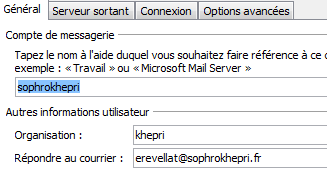 Général Serveur sortant Connexion Options avancées
Compte de messagerie
Tapez le nom à l'aide duquel vous souhaitez faire référence à ce
exemple : « Travail » ou « Microsoft Mail Server »
sophrokhepri
Autres informations utilisateur
Organisation : khepri
Répondre au courrier : erevellat@sophrokhepri.fr